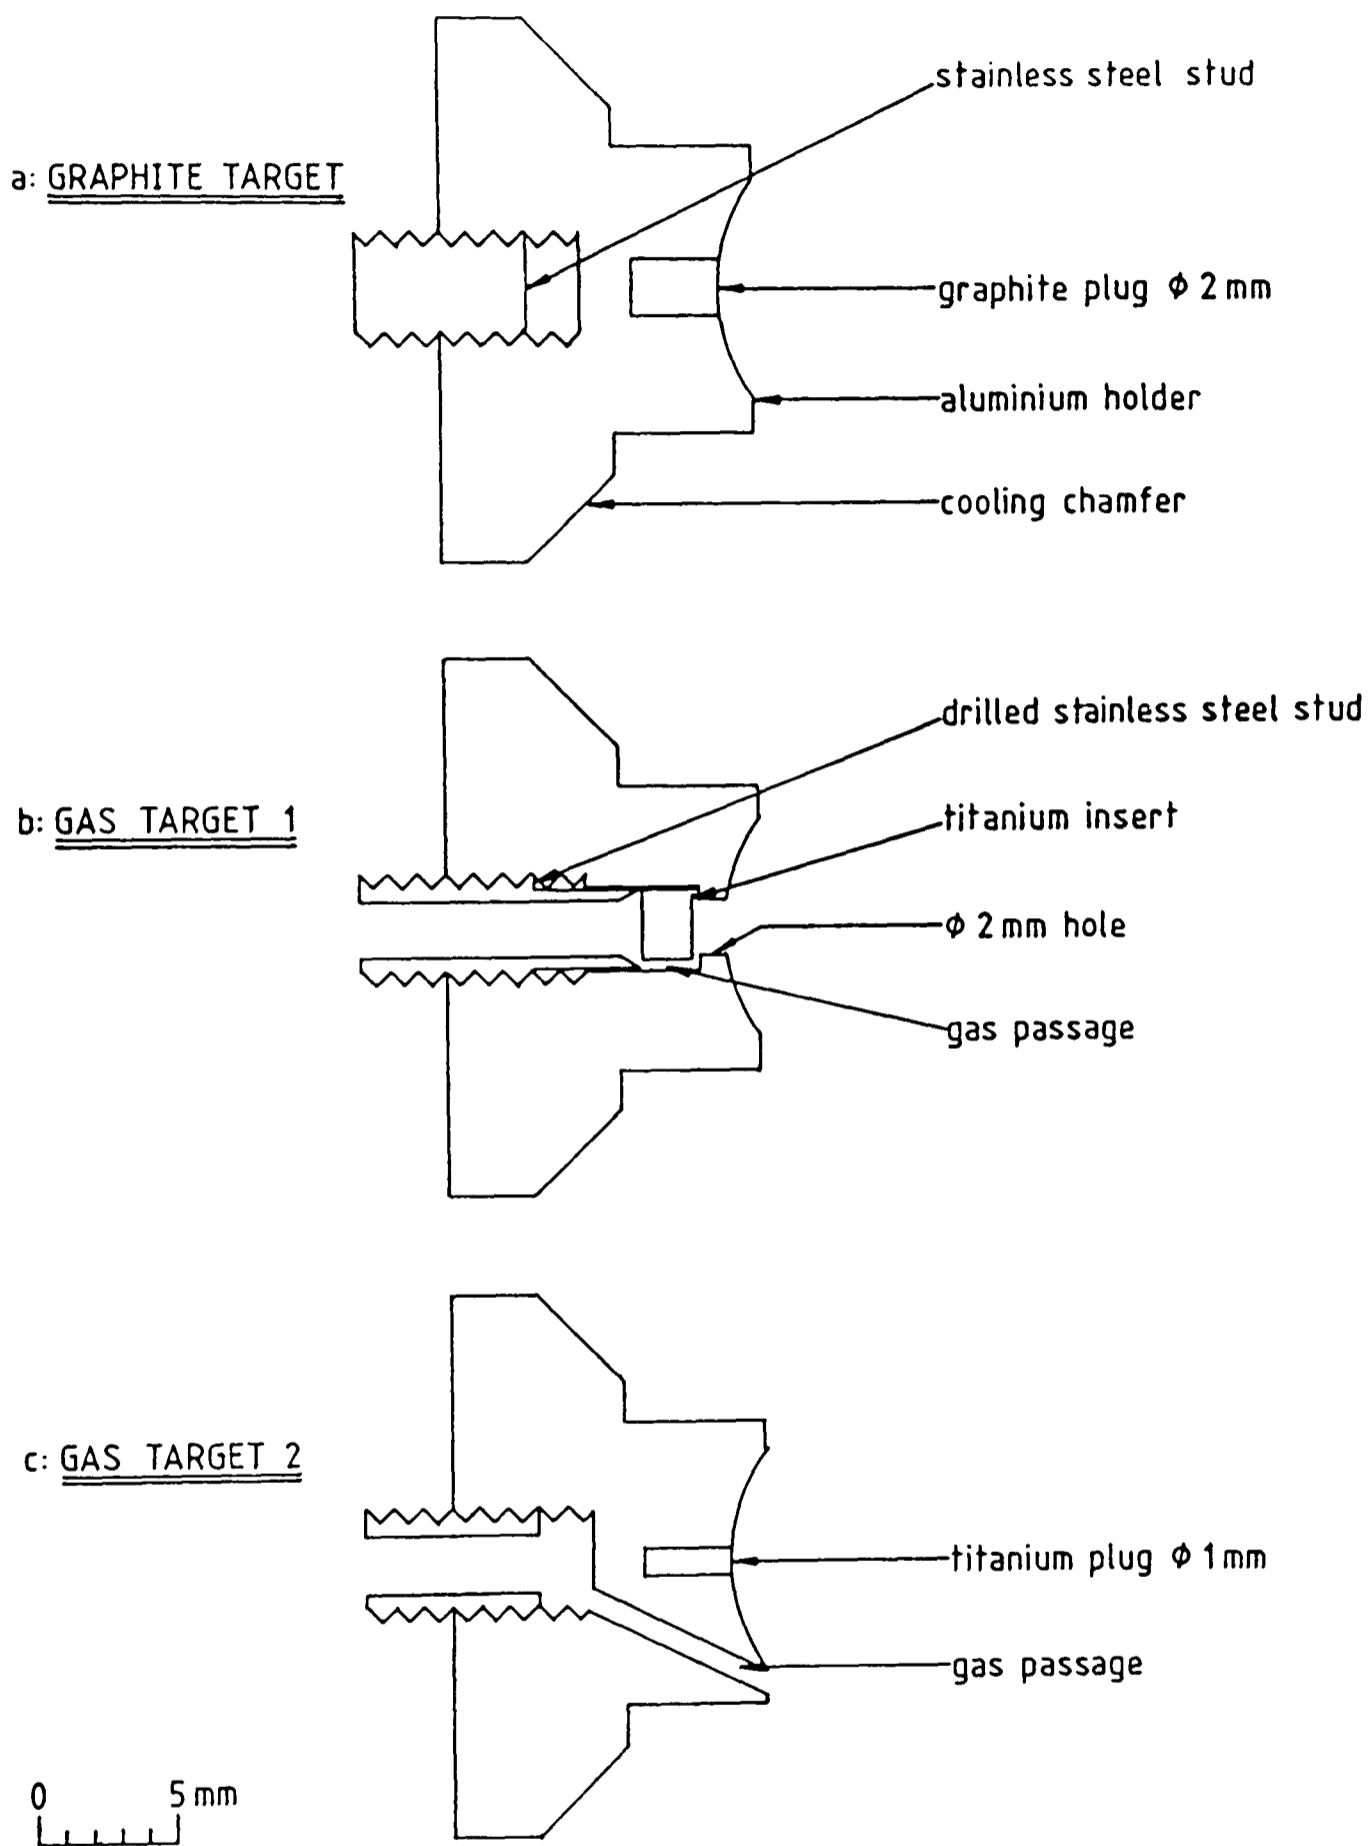 stainless steel stud
a: GRAPHITE TARGET
graphite plug ϕ 2 mm
aluminium holder
cooling chamfer
drilled stainless steel stud
b: GAS TARGET 1
titanium insert
ϕ 2 mm hole
gas passage
c: GAS TARGET 2
titanium plug ϕ 1 mm
gas passage
0 5 mm